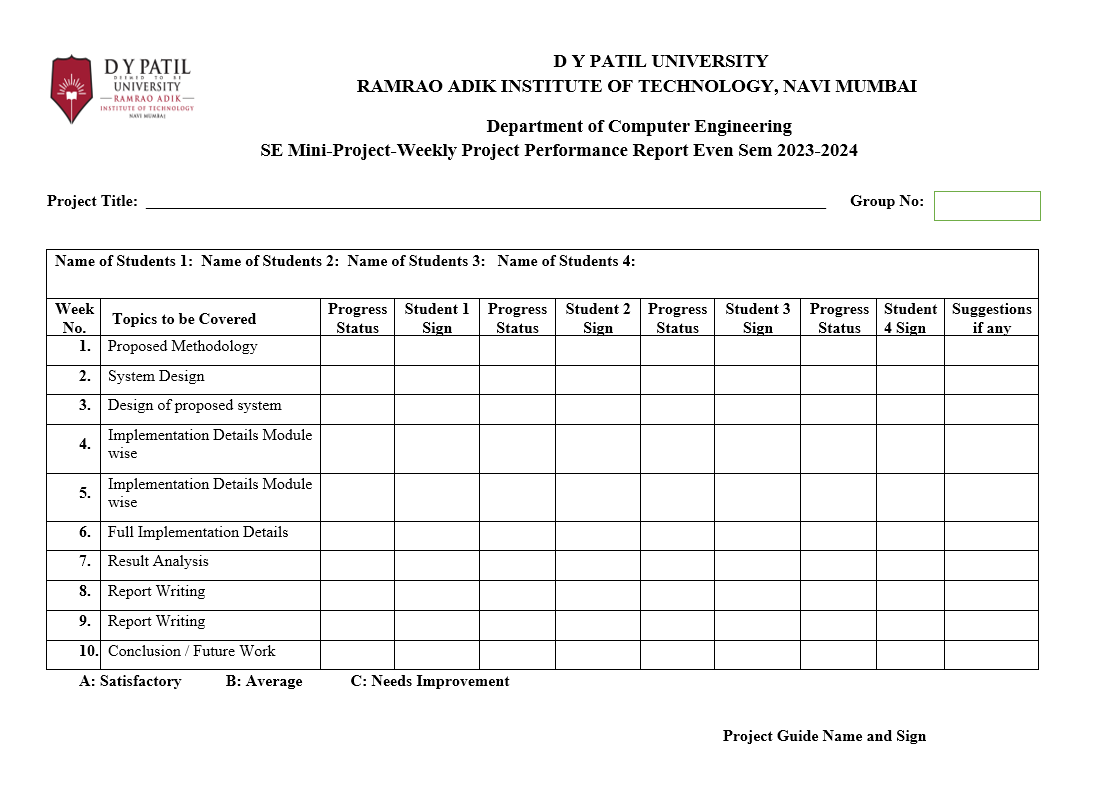 D Y PATIL
DEEMED TO BE
UNIVERSITY
RAMRAO ADIK
INSTITUTE OF TECHNOLOGY
NAVI MUMBAI
D Y PATIL UNIVERSITY
RAMRAO ADIK INSTITUTE OF TECHNOLOGY, NAVI MUMBAI
Department of Computer Engineering
SE Mini-Project-Weekly Project Performance Report Even Sem 2023-2024
Project Title: Group No:
Name of Students 1: Name of Students 2: Name of Students 3: Name of Students 4:
Week Progress Student 1 Progress Student 2 Progress Student 3 Progress Student Suggestions
No. Topics to be Covered Status Sign Status Sign Status Sign Status 4 Sign if any
1. Proposed Methodology
2. System Design
3. Design of proposed system
4. Implementation Details Module
wise
5. Implementation Details Module
wise
6. Full Implementation Details
7. Result Analysis
8. Report Writing
9. Report Writing
10. Conclusion / Future Work
A: Satisfactory B: Average C: Needs Improvement
Project Guide Name and Sign